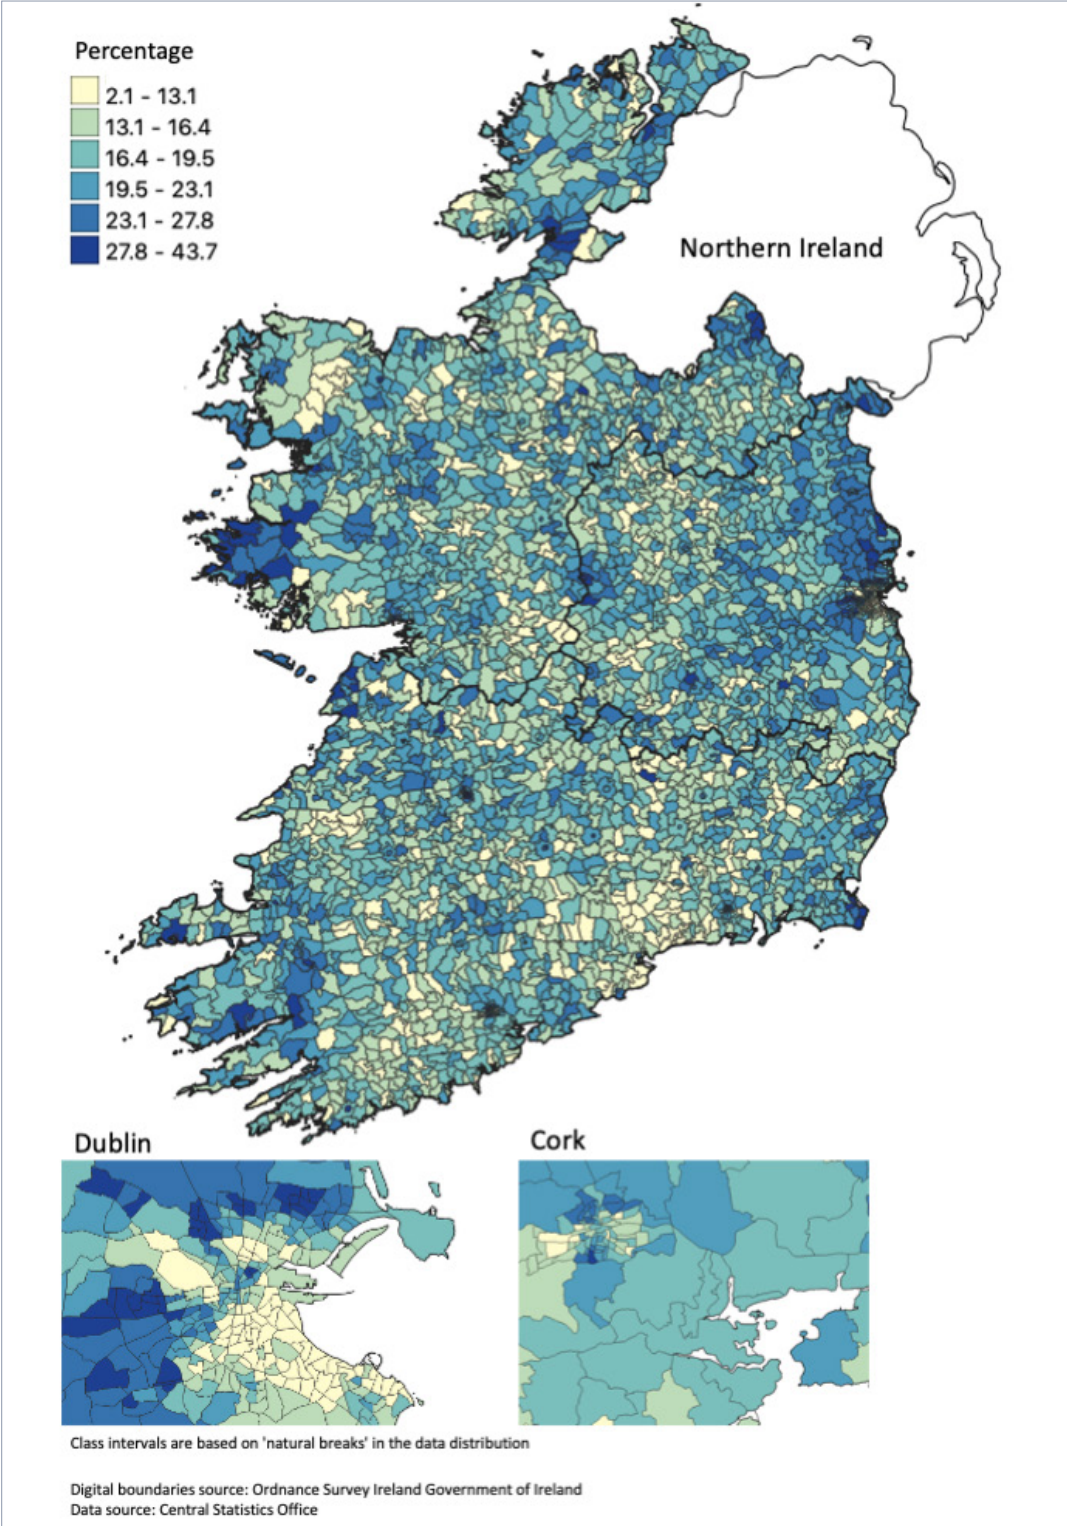 Percentage
2.1 - 13.1
13.1 - 16.4
16.4 - 19.5
19.5 - 23.1
23.1 - 27.8
27.8 - 43.7
Northern Ireland
Dublin
Cork
Class intervals are based on 'natural breaks' in the data distribution
Digital boundaries source: Ordnance Survey Ireland Government of Ireland
Data source: Central Statistics Office